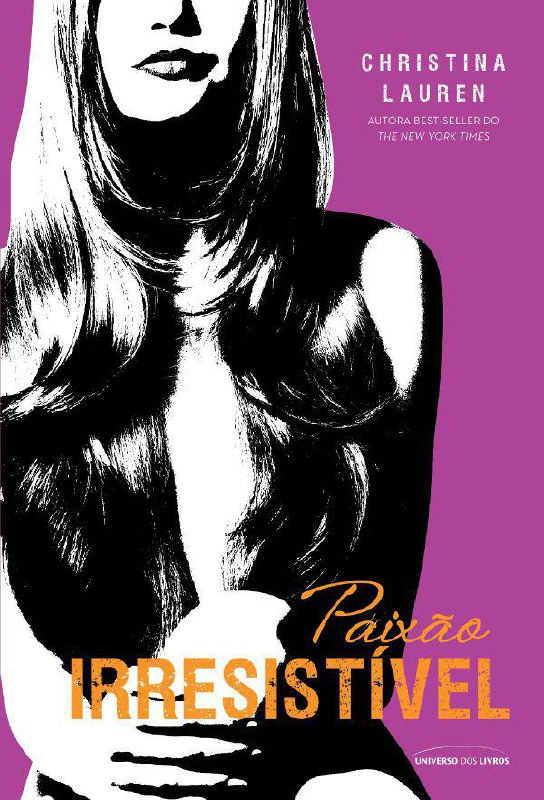 CHRISTINA
LAUREN
AUTORA BEST-SELLER DO
THE NEW YORK TIMES
Paixão
IRRESISTÍVEL
UNIVERSO DOS LIVROS